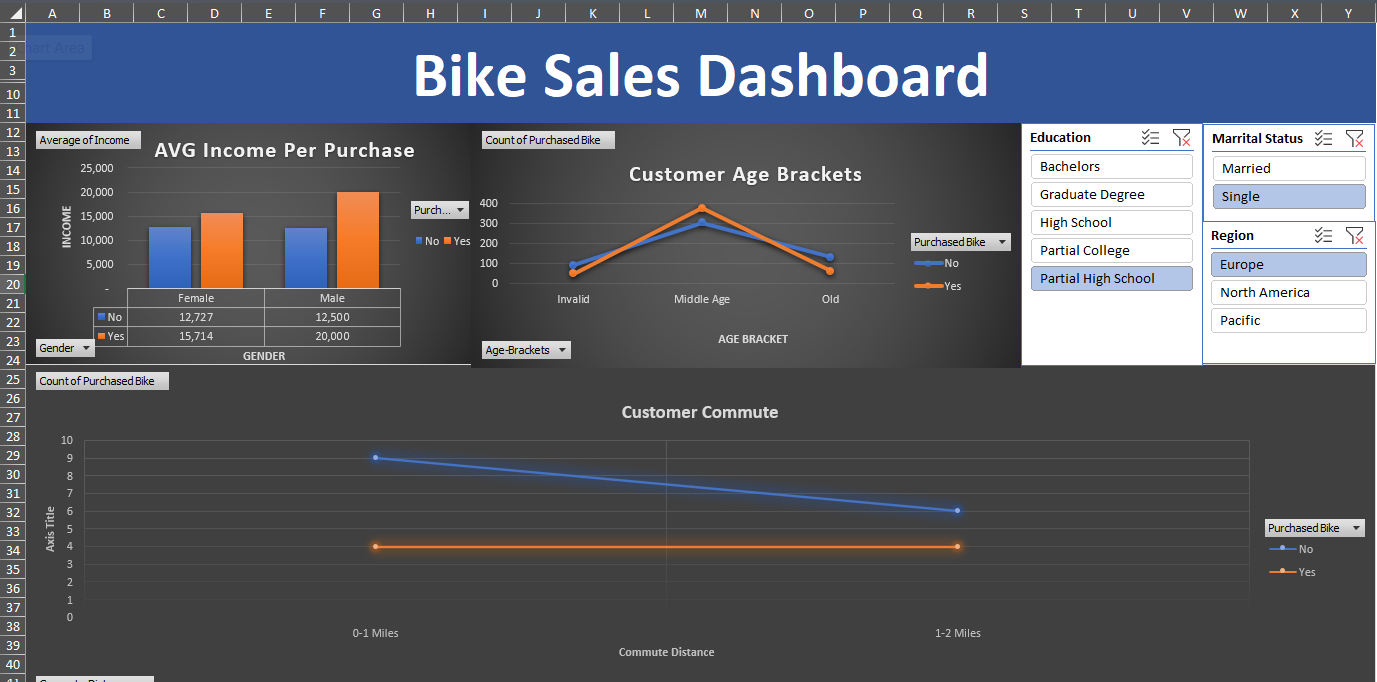 A B C D E F G H I J K L M N O P Q R S T U V W X Y
1
2
3
10
11
12
13
14
15
16
17
18
19
20
21
22
23
24
25
26
27
28
29
30
31
32
33
34
35
36
37
38
39
40
Bike Sales Dashboard
Average of Income
AVG Income Per Purchase
25,000
20,000
15,000
10,000
5,000
-
INCOME
Purch...
No Yes
Female Male
No 12,727 12,500
Yes 15,714 20,000
Gender
GENDER
Count of Purchased Bike
Customer Age Brackets
400
300
200
100
0
Invalid Middle Age Old
AGE BRACKET
Age-Brackets
Purchased Bike
No
Yes
Education
Bachelors
Graduate Degree
High School
Partial College
Partial High School
Marrital Status
Married
Single
Region
Europe
North America
Pacific
Count of Purchased Bike
Customer Commute
10
9
8
7
6
5
4
3
2
1
0
Axis Title
0-1 Miles 1-2 Miles
Commute Distance
Purchased Bike
No
Yes